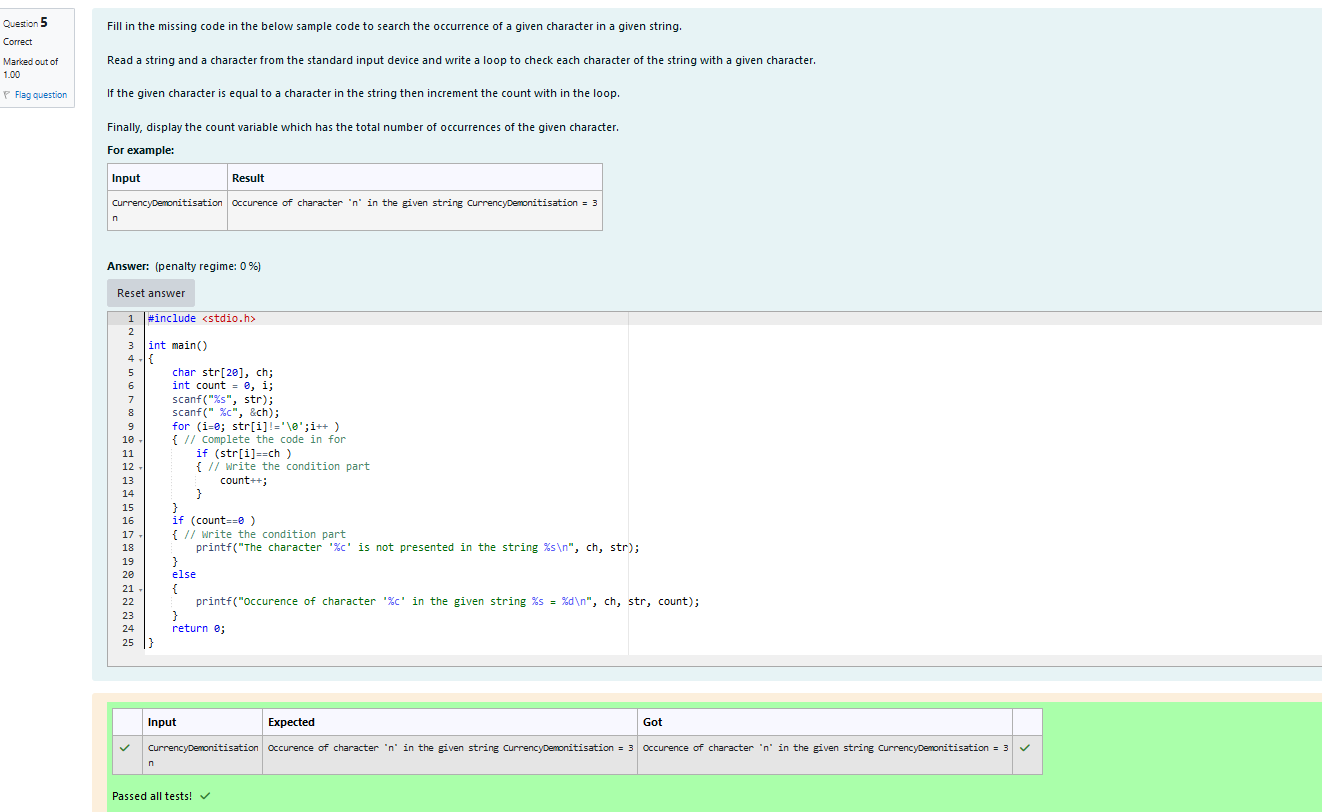 Question 5
Correct
Marked out of
1.00
Flag question
Fill in the missing code in the below sample code to search the occurrence of a given character in a given string.
Read a string and a character from the standard input device and write a loop to check each character of the string with a given character.
If the given character is equal to a character in the string then increment the count with in the loop.
Finally, display the count variable which has the total number of occurrences of the given character.
For example:
Input Result
CurrencyDemonitisation Occurence of character 'n' in the given string CurrencyDemonitisation = 3
n
Answer: (penalty regime: 0 %)
Reset answer
1 #include <stdio.h>
2
3 int main()
4 {
5 char str[20], ch;
6 int count = 0, i;
7 scanf("%s", str);
8 scanf(" %c", &ch);
9 for (i=0; str[i]!='\0';i++ )
10 { // Complete the code in for
11 if (str[i]==ch )
12 { // Write the condition part
13 count++;
14 }
15 }
16 if (count==0 )
17 { // Write the condition part
18 printf("The character '%c' is not presented in the string %s\n", ch, str);
19 }
20 else
21 {
22 printf("Occurence of character '%c' in the given string %s = %d\n", ch, str, count);
23 }
24 return 0;
25 }
Input Expected Got
CurrencyDemonitisation Occurence of character 'n' in the given string CurrencyDemonitisation = 3 Occurence of character 'n' in the given string CurrencyDemonitisation = 3
n
Passed all tests!